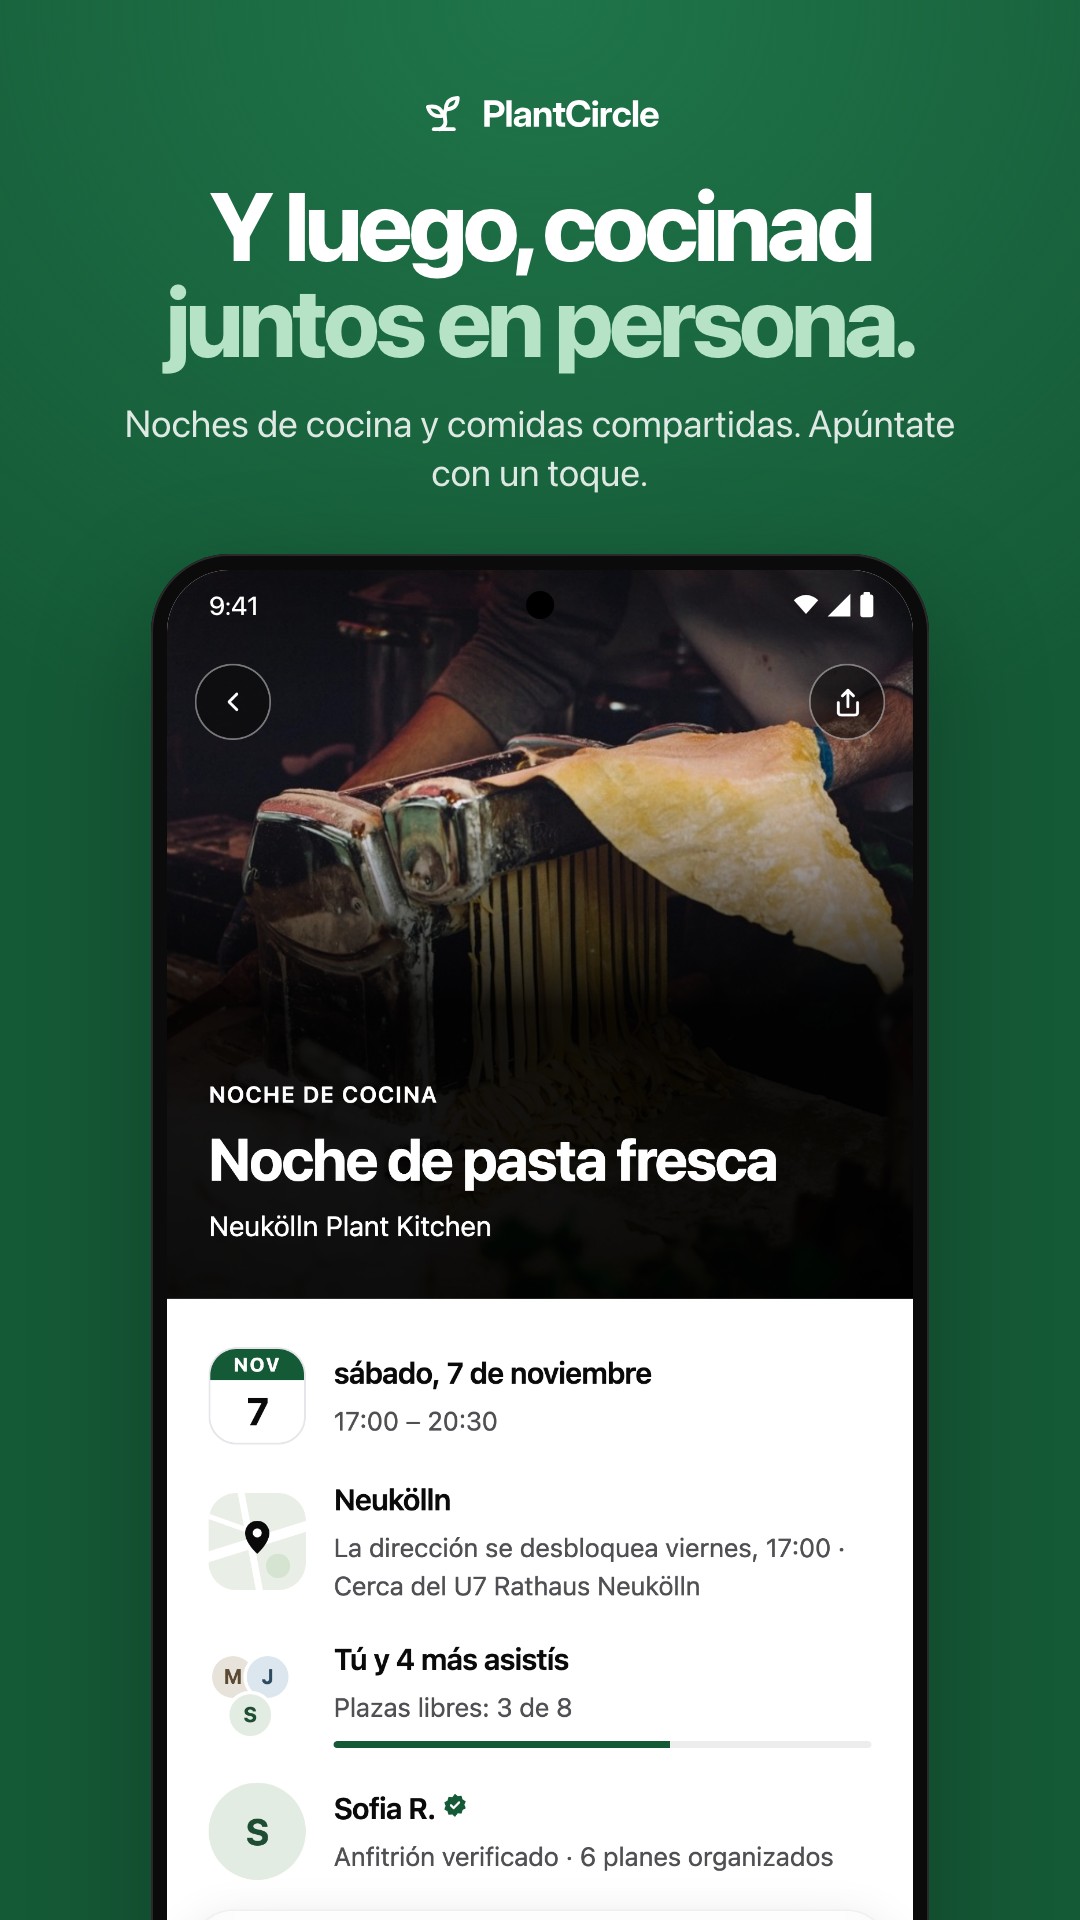 PlantCircle
Y luego, cocinad
juntos en persona.
Noches de cocina y comidas compartidas. Apúntate
con un toque.
9:41
NOCHE DE COCINA
Noche de pasta fresca
Neukölln Plant Kitchen
NOV
7
sábado, 7 de noviembre
17:00 – 20:30
Neukölln
La dirección se desbloquea viernes, 17:00 ·
Cerca del U7 Rathaus Neukölln
M J
S
Tú y 4 más asistís
Plazas libres: 3 de 8
S
Sofia R.
Anfitrión verificado · 6 planes organizados